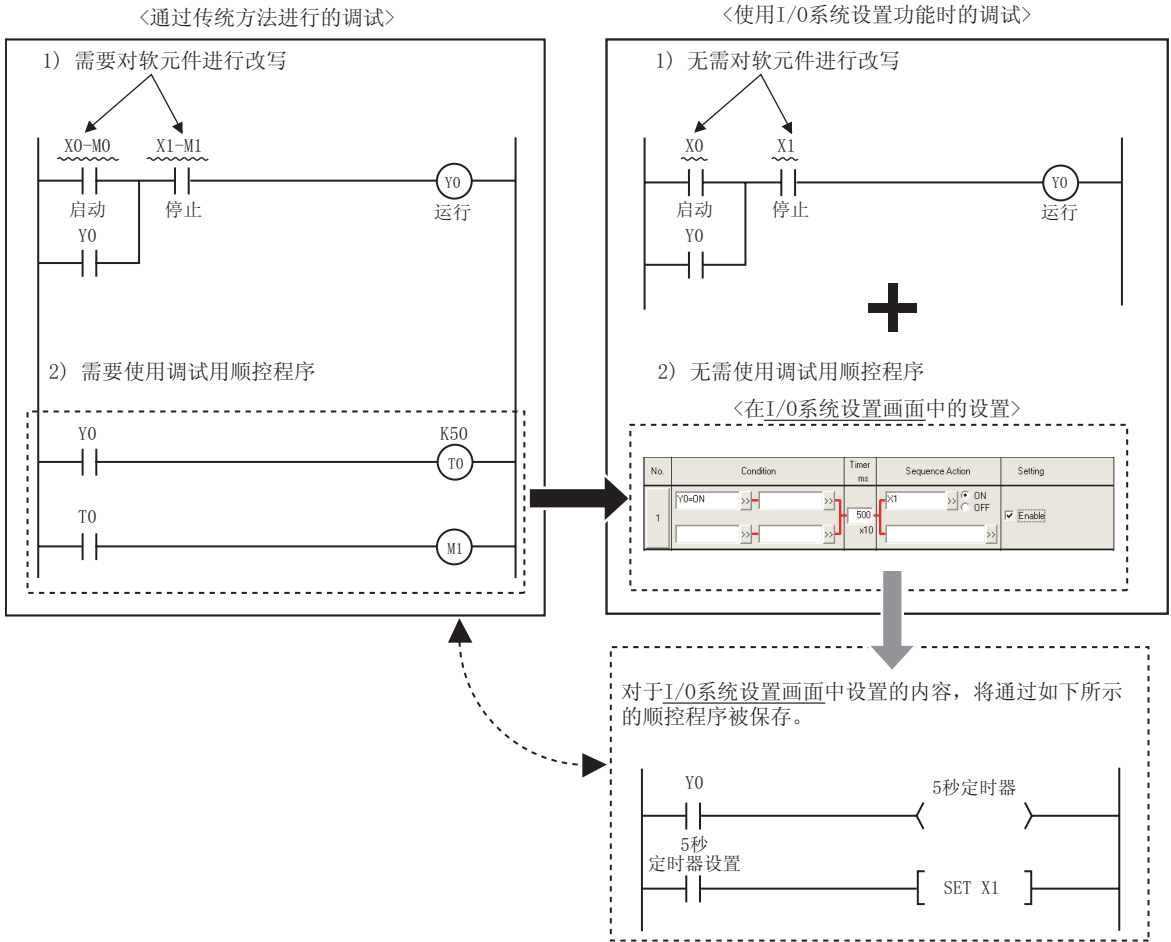 〈通过传统方法进行的调试〉
1) 需要对软元件进行改写
X0-M0
X1-M1
Y0
启动
停止
运行
Y0
2) 需要使用调试用顺控程序
Y0
K50
T0
T0
M1
〈使用I/O系统设置功能时的调试〉
1) 无需对软元件进行改写
X0
X1
Y0
启动
停止
运行
Y0
2) 无需使用调试用顺控程序
〈在I/O系统设置画面中的设置〉
No.
Condition
Timer
ms
Sequence Action
Setting
1
Y0=ON
>>
>>
500
x10
X1
>>
ON
OFF
Enable
>>
>>
>>
对于I/O系统设置画面中设置的内容，将通过如下所示
的顺控程序被保存。
Y0
5秒定时器
5秒
定时器设置
SET X1